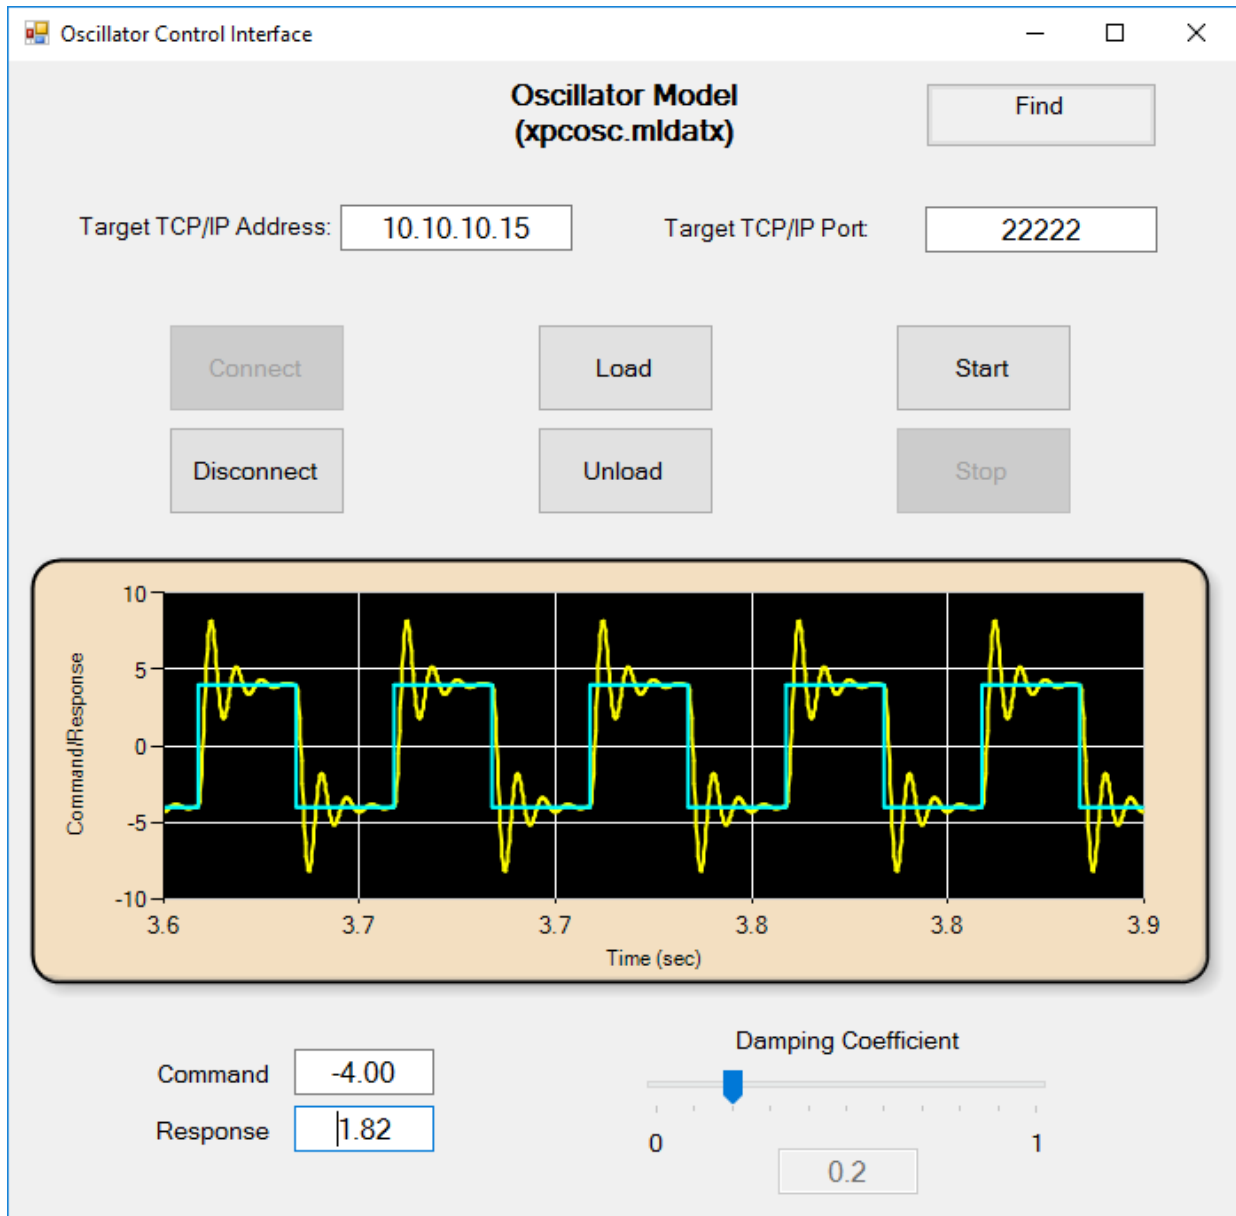 Oscillator Control Interface
Oscillator Model
(xpcosc.mldatx)
Find
Target TCP/IP Address:
10.10.10.15
Target TCP/IP Port:
22222
Connect
Load
Start
Disconnect
Unload
Stop
Command/Response
10
5
0
-5
-10
3.6
3.7
3.7
3.8
3.8
3.9
Time (sec)
Command
-4.00
Response
1.82
Damping Coefficient
0
1
0.2